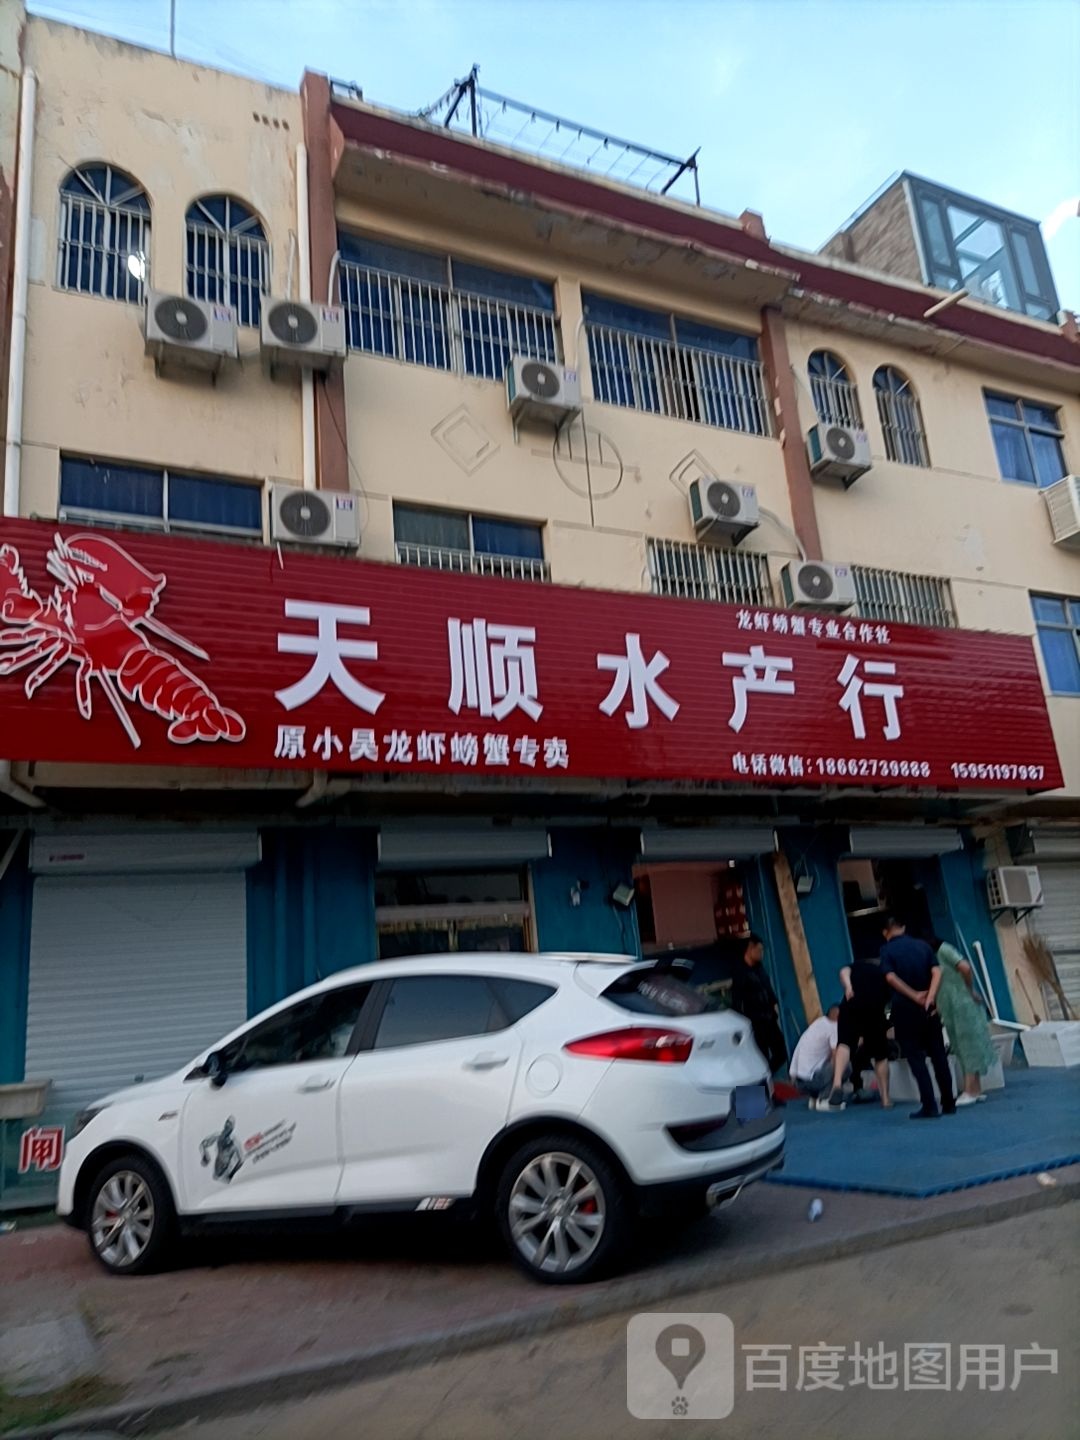 龙虾螃蟹专业合作社
天顺水产行
原小吴龙虾螃蟹专卖
电话微信:18662739888 15951197987
闸
百度地图用户